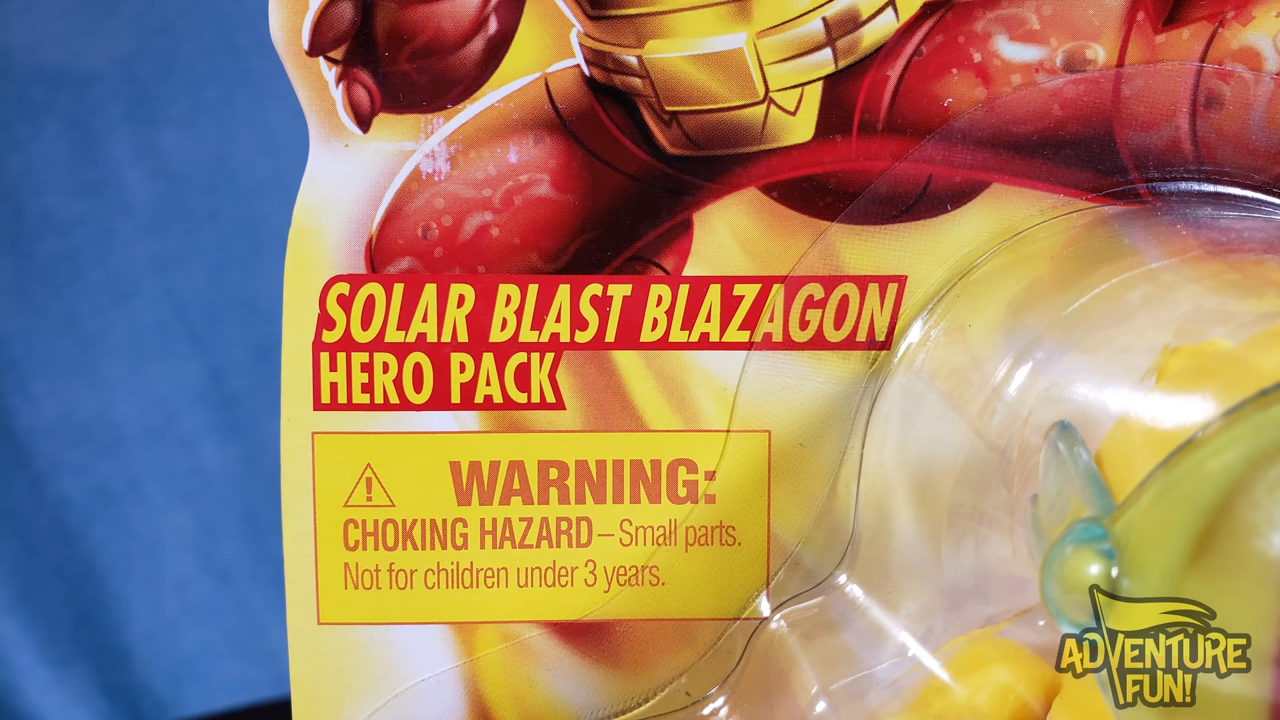 SOLAR BLAST BLAZAGON
HERO PACK
WARNING:
CHOKING HAZARD – Small parts.
Not for children under 3 years.
ADVENTURE
FUN!